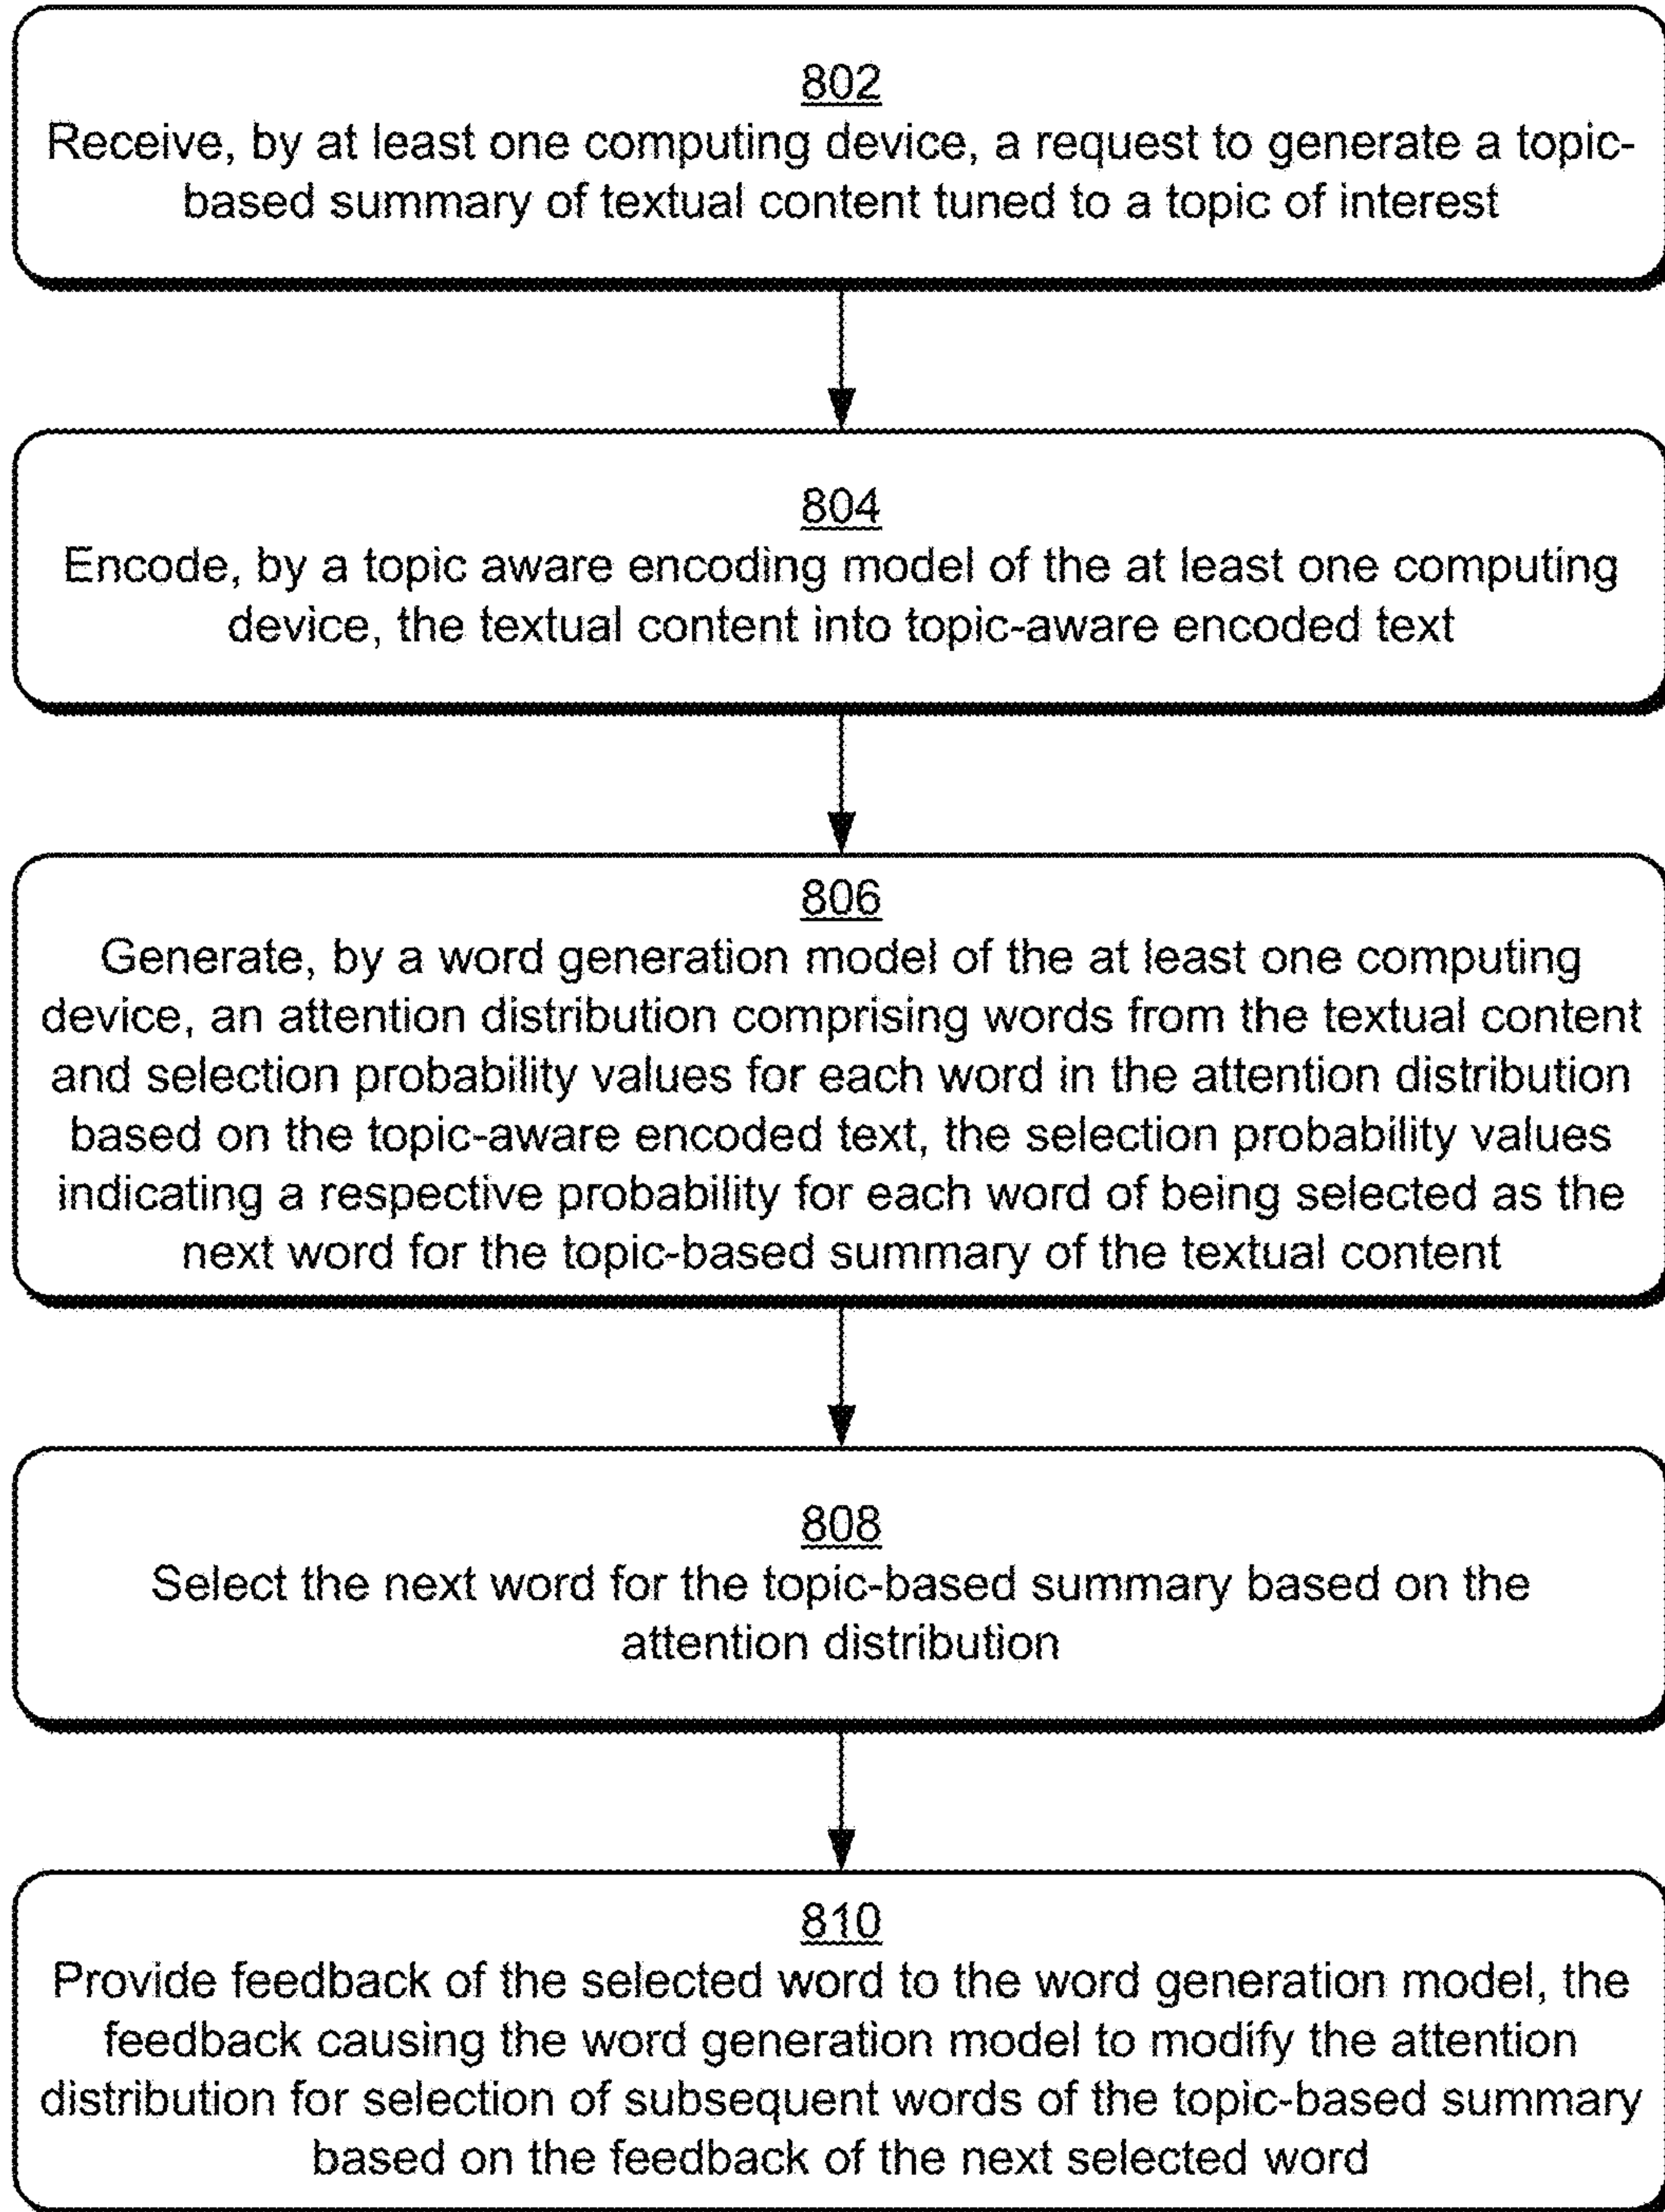 802
Receive, by at least one computing device, a request to generate a topic-
based summary of textual content tuned to a topic of interest
804
Encode, by a topic aware encoding model of the at least one computing
device, the textual content into topic-aware encoded text
806
Generate, by a word generation model of the at least one computing
device, an attention distribution comprising words from the textual content
and selection probability values for each word in the attention distribution
based on the topic-aware encoded text, the selection probability values
indicating a respective probability for each word of being selected as the
next word for the topic-based summary of the textual content
808
Select the next word for the topic-based summary based on the
attention distribution
810
Provide feedback of the selected word to the word generation model, the
feedback causing the word generation model to modify the attention
distribution for selection of subsequent words of the topic-based summary
based on the feedback of the next selected word